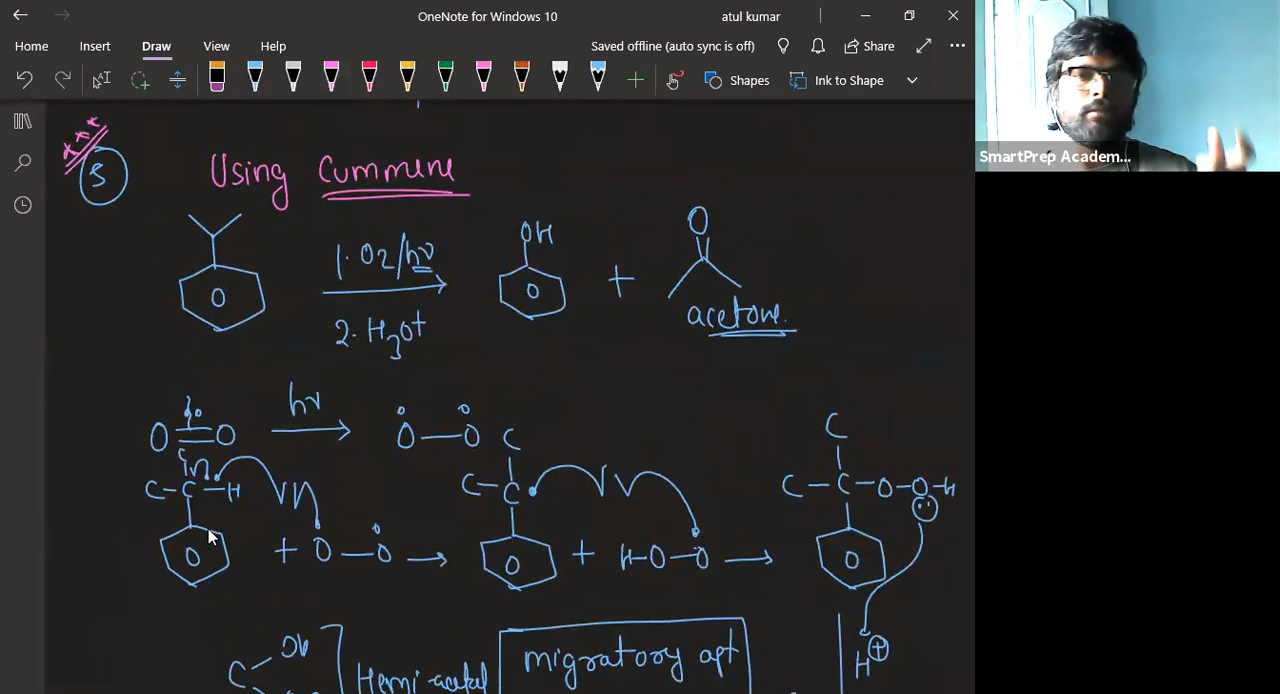 OneNote for Windows 10
atul kumar
Home Insert Draw View Help
Saved offline (auto sync is off)
Share
Shapes
Ink to Shape
SmartPrep Academ...
5
Using Cummene
1. O2/hν
2. H3O+
OH
+
O
acetone.
O=O
hν
O—O
C
C-C-H
+ O—O
C
C-C
+ H-O-O
C
C-C-O-O-H
H+
C
OH
Hemi-acetal
migratory apt